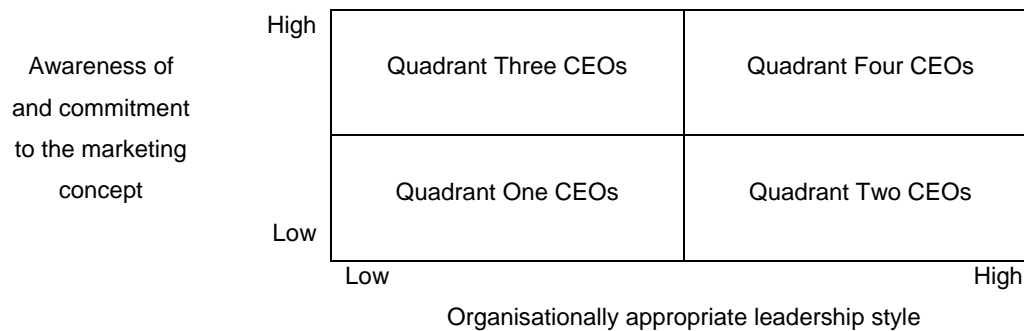 High
Awareness of
and commitment
to the marketing
concept
Quadrant Three CEOs
Quadrant Four CEOs
Quadrant One CEOs
Quadrant Two CEOs
Low
Low
High
Organisationally appropriate leadership style